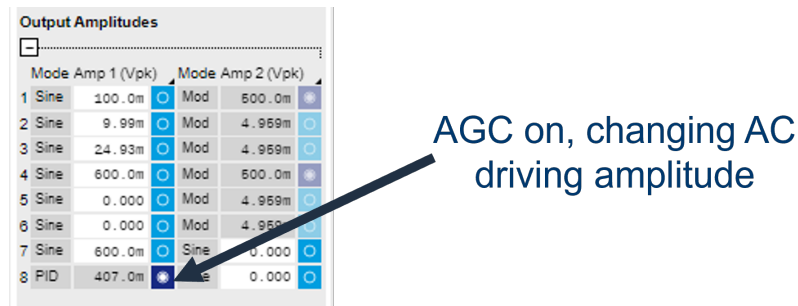 Output Amplitudes
Mode Amp 1 (Vpk) Mode Amp 2 (Vpk)
1 Sine 100.0m Mod 500.0m
2 Sine 9.99m Mod 4.959m
3 Sine 24.93m Mod 4.959m
4 Sine 600.0m Mod 500.0m
5 Sine 0.000 Mod 4.959m
6 Sine 0.000 Mod 4.959m
7 Sine 600.0m Sine 0.000
8 PID 407.0m 0.000
AGC on, changing AC
driving amplitude